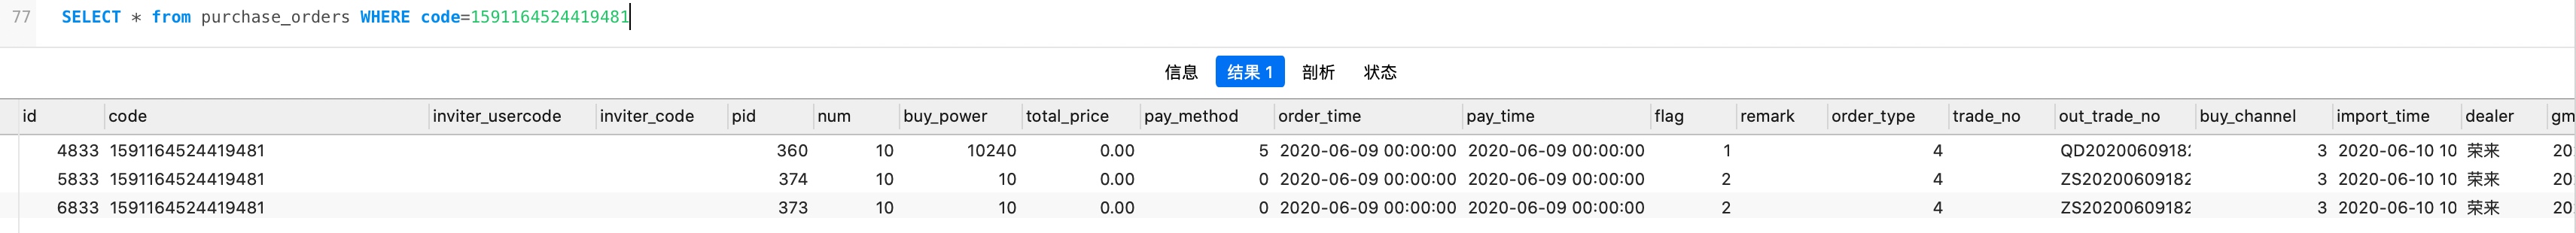 77 SELECT * from purchase_orders WHERE code=1591164524419481
信息 结果 1 剖析 状态
id code inviter_usercode inviter_code pid num buy_power total_price pay_method order_time pay_time flag remark order_type trade_no out_trade_no buy_channel import_time dealer gm
4833 1591164524419481 360 10 10240 0.00 5 2020-06-09 00:00:00 2020-06-09 00:00:00 1 4 QD20200609182 3 2020-06-10 10 荣来 20
5833 1591164524419481 374 10 10 0.00 0 2020-06-09 00:00:00 2020-06-09 00:00:00 2 4 ZS20200609182 3 2020-06-10 10 荣来 20
6833 1591164524419481 373 10 10 0.00 0 2020-06-09 00:00:00 2020-06-09 00:00:00 2 4 ZS20200609182 3 2020-06-10 10 荣来 20